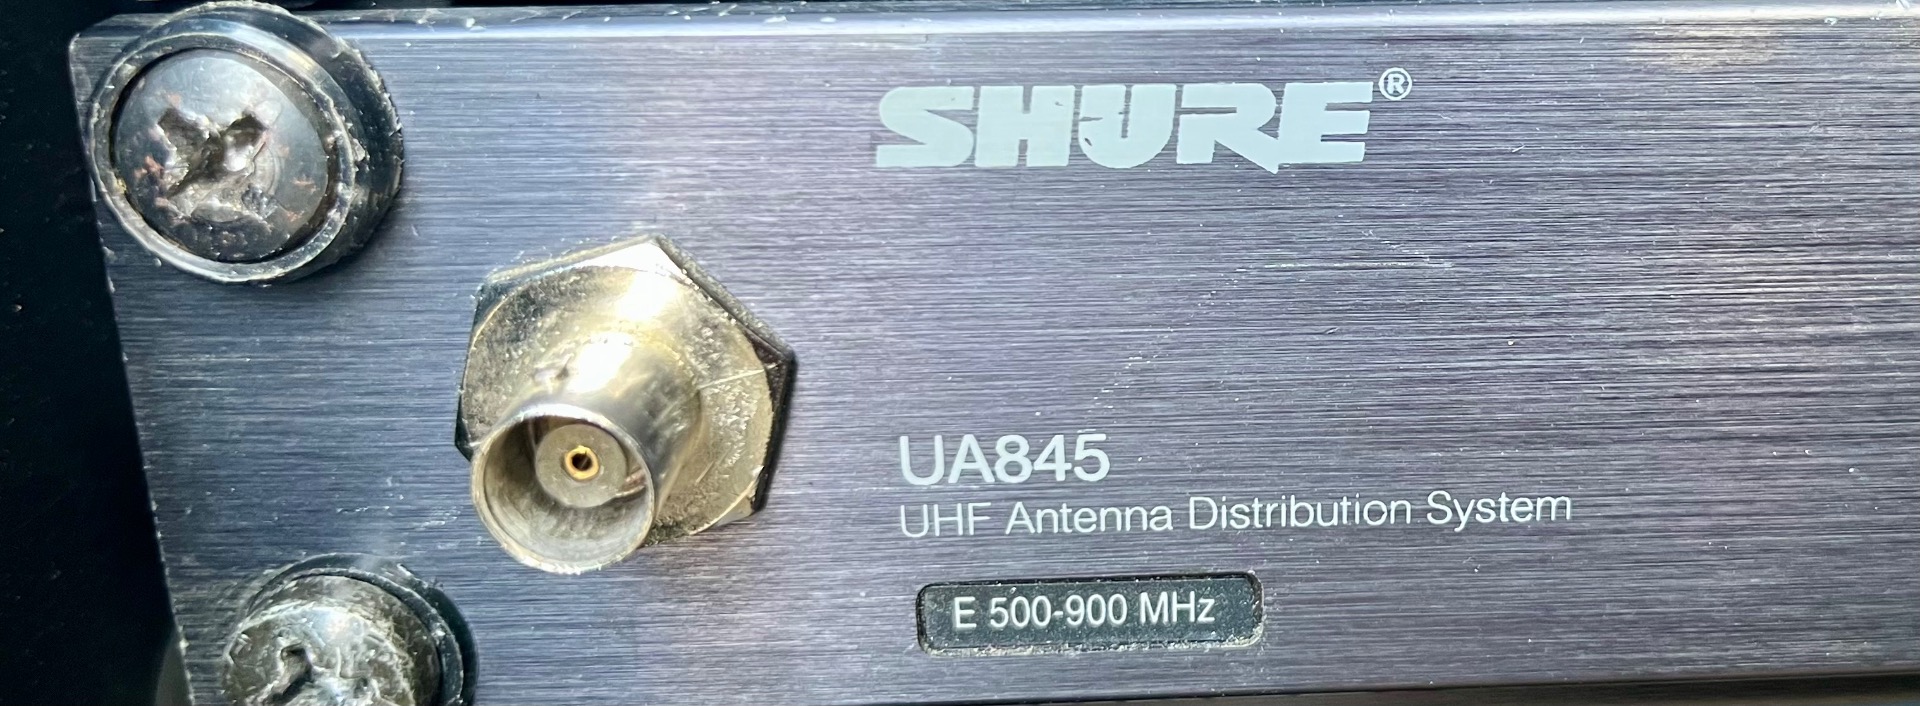 SHURE®
UA845
UHF Antenna Distribution System
E 500-900 MHz